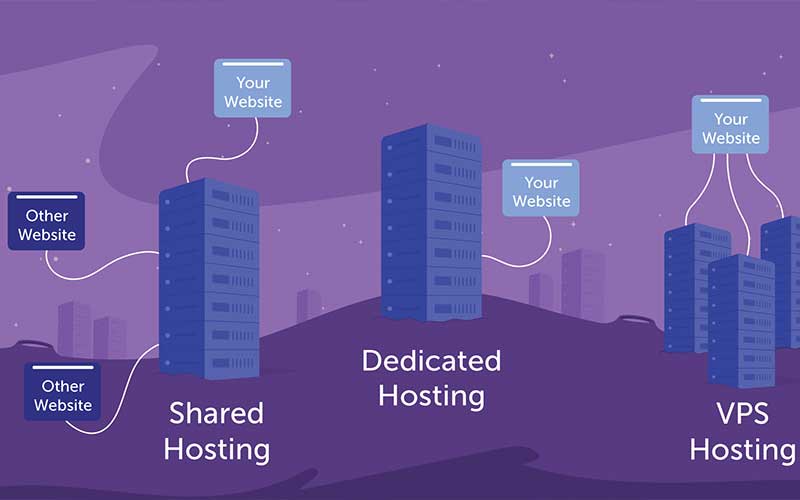 Your
Website
Other
Website
Other
Website
Shared
Hosting
Your
Website
Dedicated
Hosting
Your
Website
VPS
Hosting